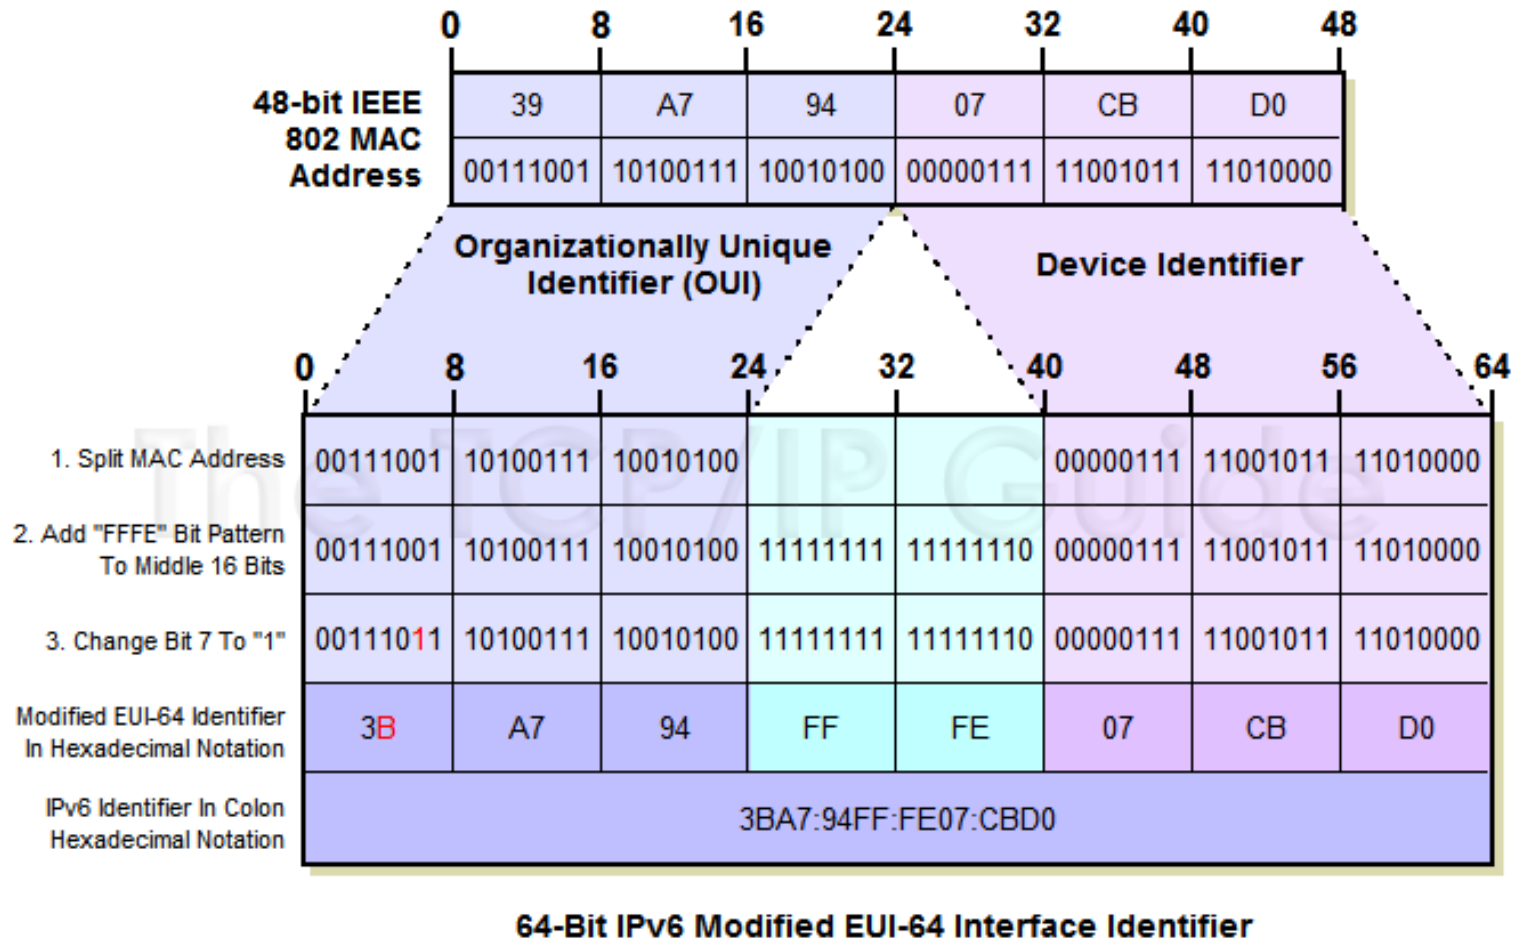 0 8 16 24 32 40 48
48-bit IEEE
802 MAC
Address
39 A7 94 07 CB D0
00111001 10100111 10010100 00000111 11001011 11010000
Organizationally Unique
Identifier (OUI)
Device Identifier
0 8 16 24 32 40 48 56 64
The TCP/IP Guide
1. Split MAC Address 00111001 10100111 10010100 00000111 11001011 11010000
2. Add "FFFE" Bit Pattern
To Middle 16 Bits
00111001 10100111 10010100 11111111 11111110 00000111 11001011 11010000
3. Change Bit 7 To "1" 00111011 10100111 10010100 11111111 11111110 00000111 11001011 11010000
Modified EUI-64 Identifier
In Hexadecimal Notation
3B A7 94 FF FE 07 CB D0
IPv6 Identifier In Colon
Hexadecimal Notation
3BA7:94FF:FE07:CBD0
64-Bit IPv6 Modified EUI-64 Interface Identifier